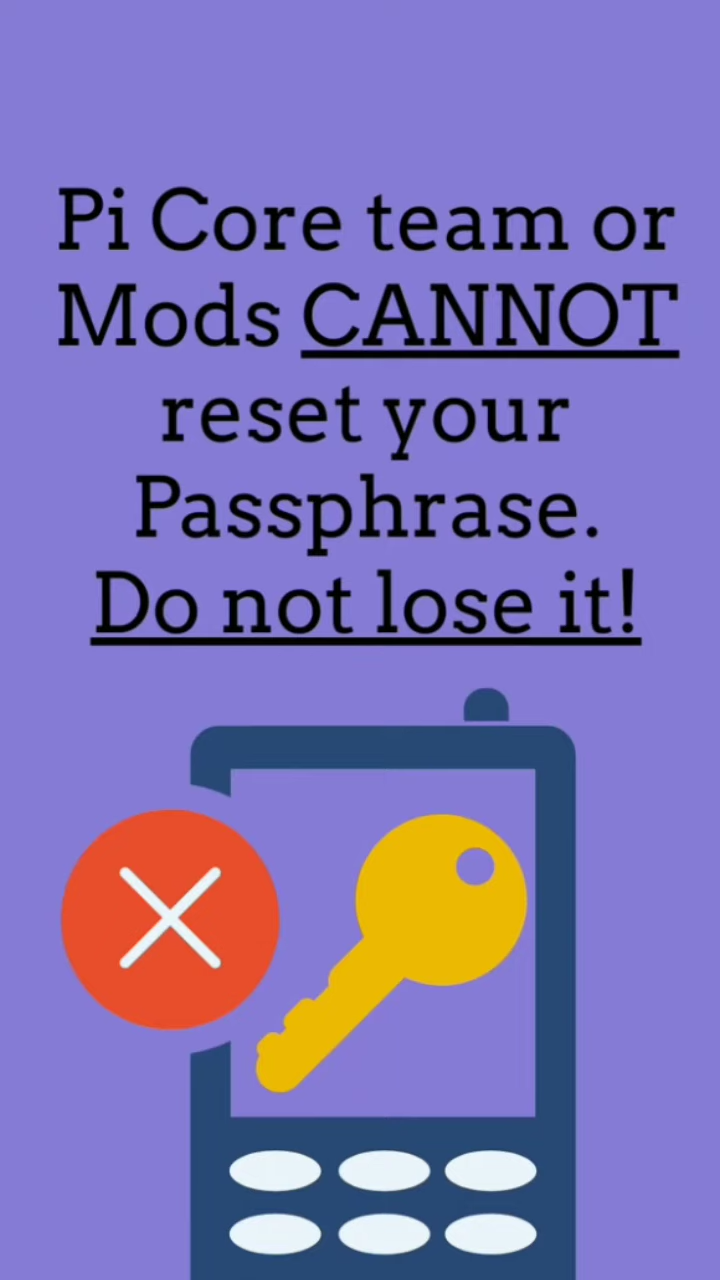 Pi Core team or
Mods CANNOT
reset your
Passphrase.
Do not lose it!